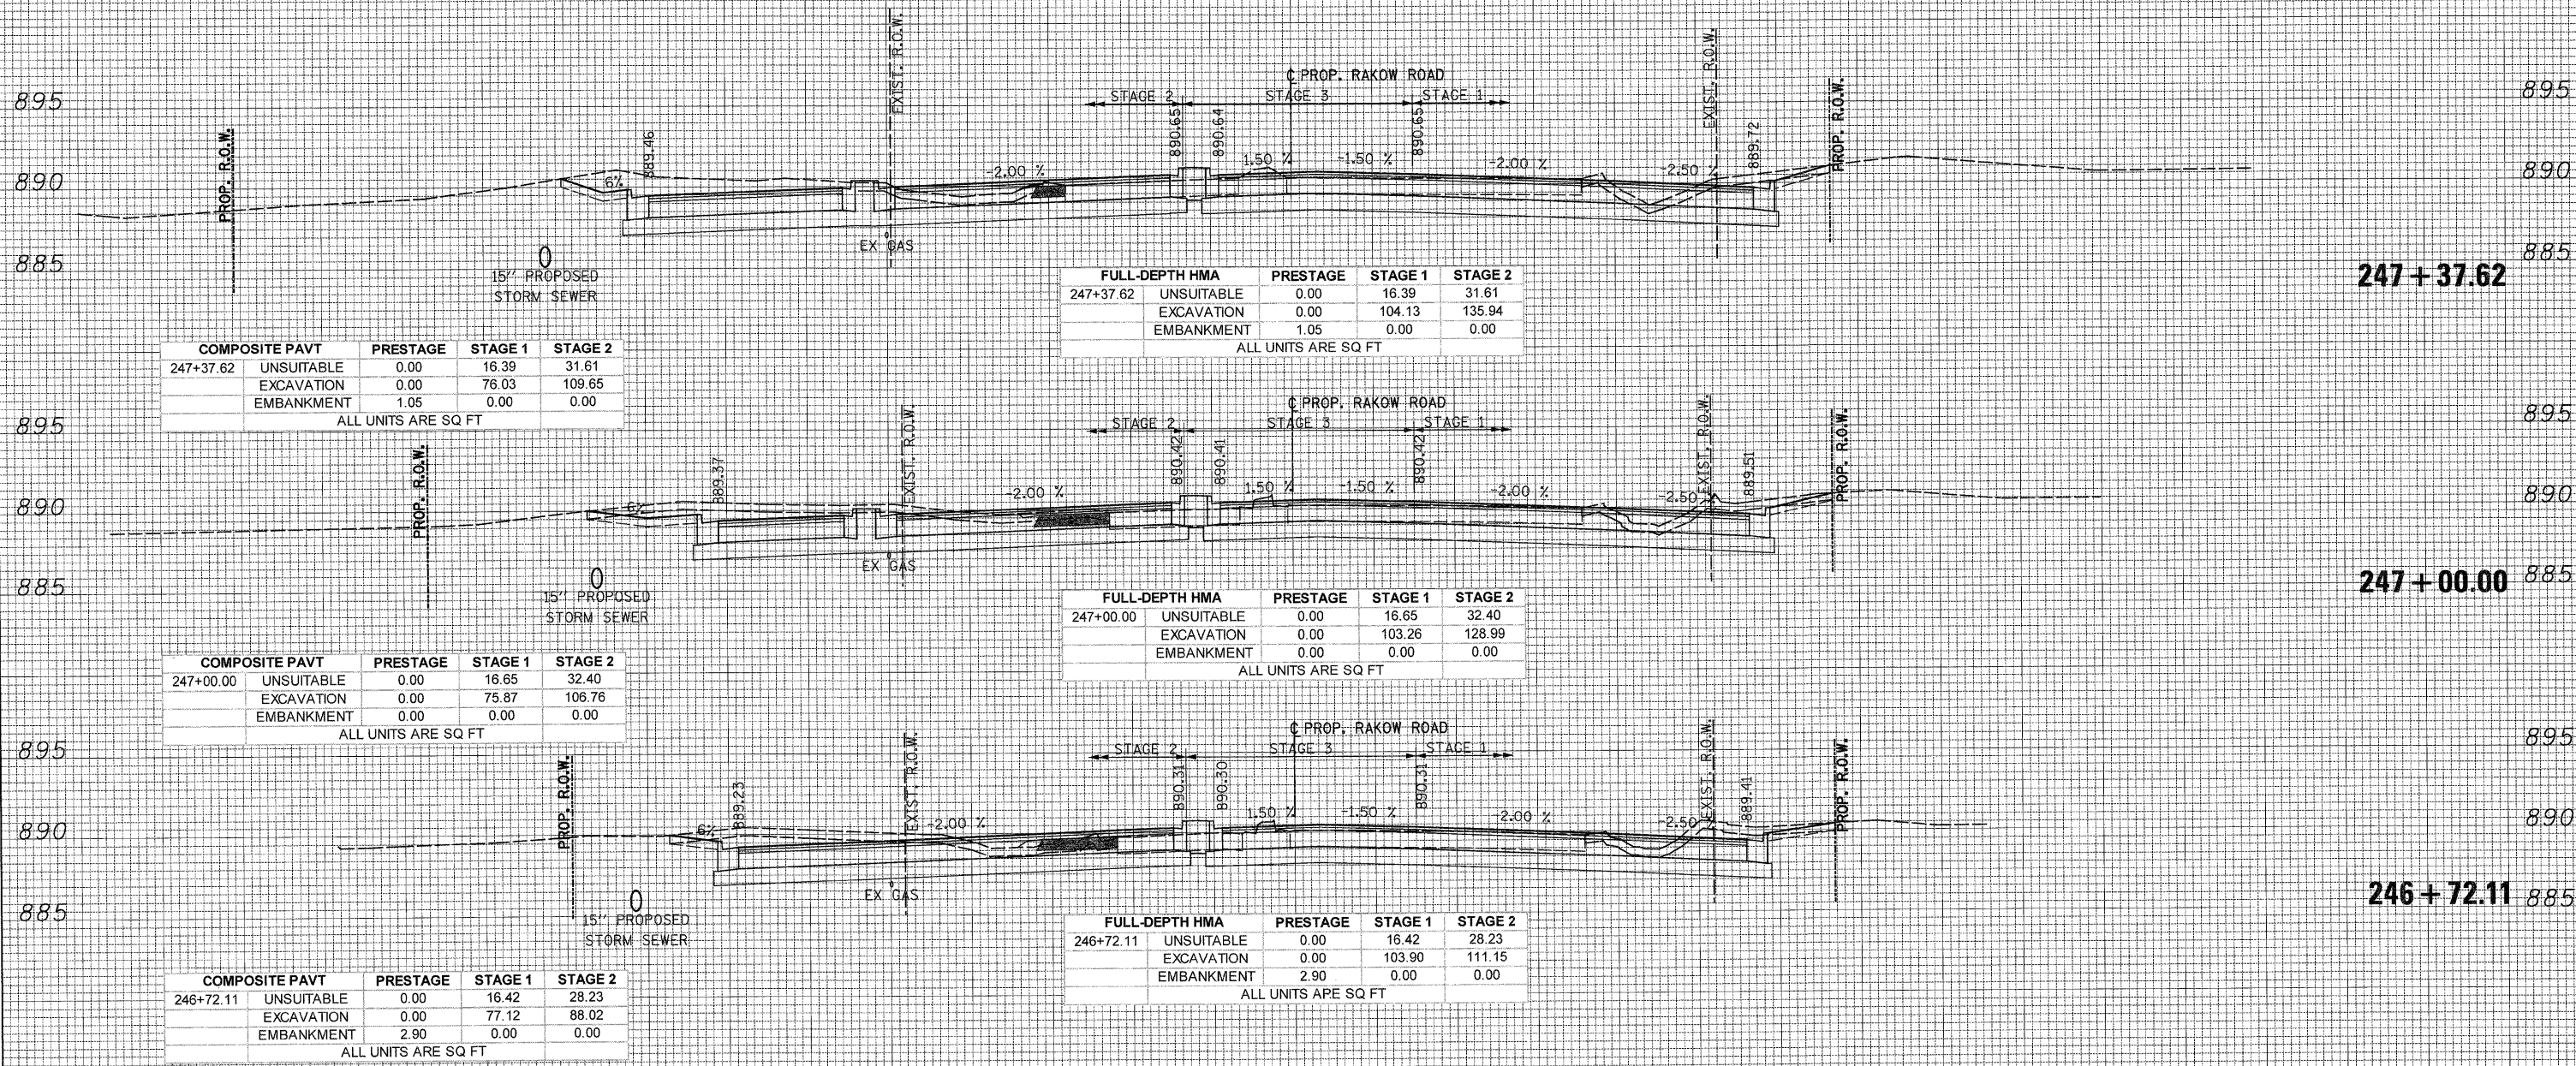 ₵ PROP. RAKOW ROAD
STAGE 2 STAGE 3 STAGE 1
895 895
PROP. R.O.W. EXIST. R.O.W. EXIST. R.O.W. PROP. R.O.W.
889.46 890.65 890.64 890.65 889.72
6% -2.00 % 1.50 % -1.50 % -2.00 % -2.50 %
890 890
EX GAS
885 885
15'' PROPOSED
STORM SEWER
247 + 37.62
FULL-DEPTH HMA PRESTAGE STAGE 1 STAGE 2
247+37.62 UNSUITABLE 0.00 16.39 31.61
EXCAVATION 0.00 104.13 135.94
EMBANKMENT 1.05 0.00 0.00
ALL UNITS ARE SQ FT
COMPOSITE PAVT PRESTAGE STAGE 1 STAGE 2
247+37.62 UNSUITABLE 0.00 16.39 31.61
EXCAVATION 0.00 76.03 109.65
EMBANKMENT 1.05 0.00 0.00
ALL UNITS ARE SQ FT
₵ PROP. RAKOW ROAD
STAGE 2 STAGE 3 STAGE 1
895 895
PROP. R.O.W. EXIST. R.O.W. EXIST. R.O.W. PROP. R.O.W.
889.37 890.42 890.41 890.42 889.51
6% -2.00 % 1.50 % -1.50 % -2.00 % -2.50
890 890
EX GAS
885 885
15'' PROPOSED
STORM SEWER
247 + 00.00
FULL-DEPTH HMA PRESTAGE STAGE 1 STAGE 2
247+00.00 UNSUITABLE 0.00 16.65 32.40
EXCAVATION 0.00 103.26 128.99
EMBANKMENT 0.00 0.00 0.00
ALL UNITS ARE SQ FT
COMPOSITE PAVT PRESTAGE STAGE 1 STAGE 2
247+00.00 UNSUITABLE 0.00 16.65 32.40
EXCAVATION 0.00 75.87 106.76
EMBANKMENT 0.00 0.00 0.00
ALL UNITS ARE SQ FT
₵ PROP. RAKOW ROAD
STAGE 2 STAGE 3 STAGE 1
895 895
PROP. R.O.W. EXIST. R.O.W. EXIST. R.O.W. PROP. R.O.W.
889.23 890.31 890.30 890.31 889.41
6% -2.00 % 1.50 % -1.50 % -2.00 % -2.50
890 890
EX GAS
885 885
15'' PROPOSED
STORM SEWER
246 + 72.11
FULL-DEPTH HMA PRESTAGE STAGE 1 STAGE 2
246+72.11 UNSUITABLE 0.00 16.42 28.23
EXCAVATION 0.00 103.90 111.15
EMBANKMENT 2.90 0.00 0.00
ALL UNITS ARE SQ FT
COMPOSITE PAVT PRESTAGE STAGE 1 STAGE 2
246+72.11 UNSUITABLE 0.00 16.42 28.23
EXCAVATION 0.00 77.12 88.02
EMBANKMENT 2.90 0.00 0.00
ALL UNITS ARE SQ FT